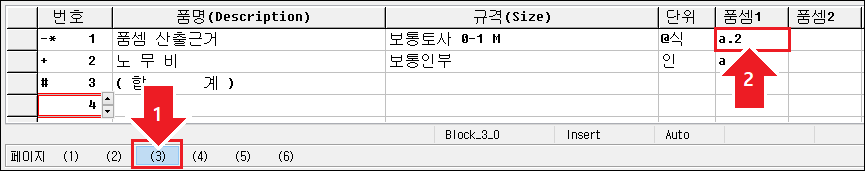 번호 품명(Description) 규격(Size) 단위 품셈1 품셈2
-* 1 품셈 산출근거 보통토사 0-1 M @식 a.2
+ 2 노 무 비 보통인부 인 a
# 3 ( 합 계 )
4
1
2
Block_3_0 Insert Auto
페이지 (1) (2) (3) (4) (5) (6)